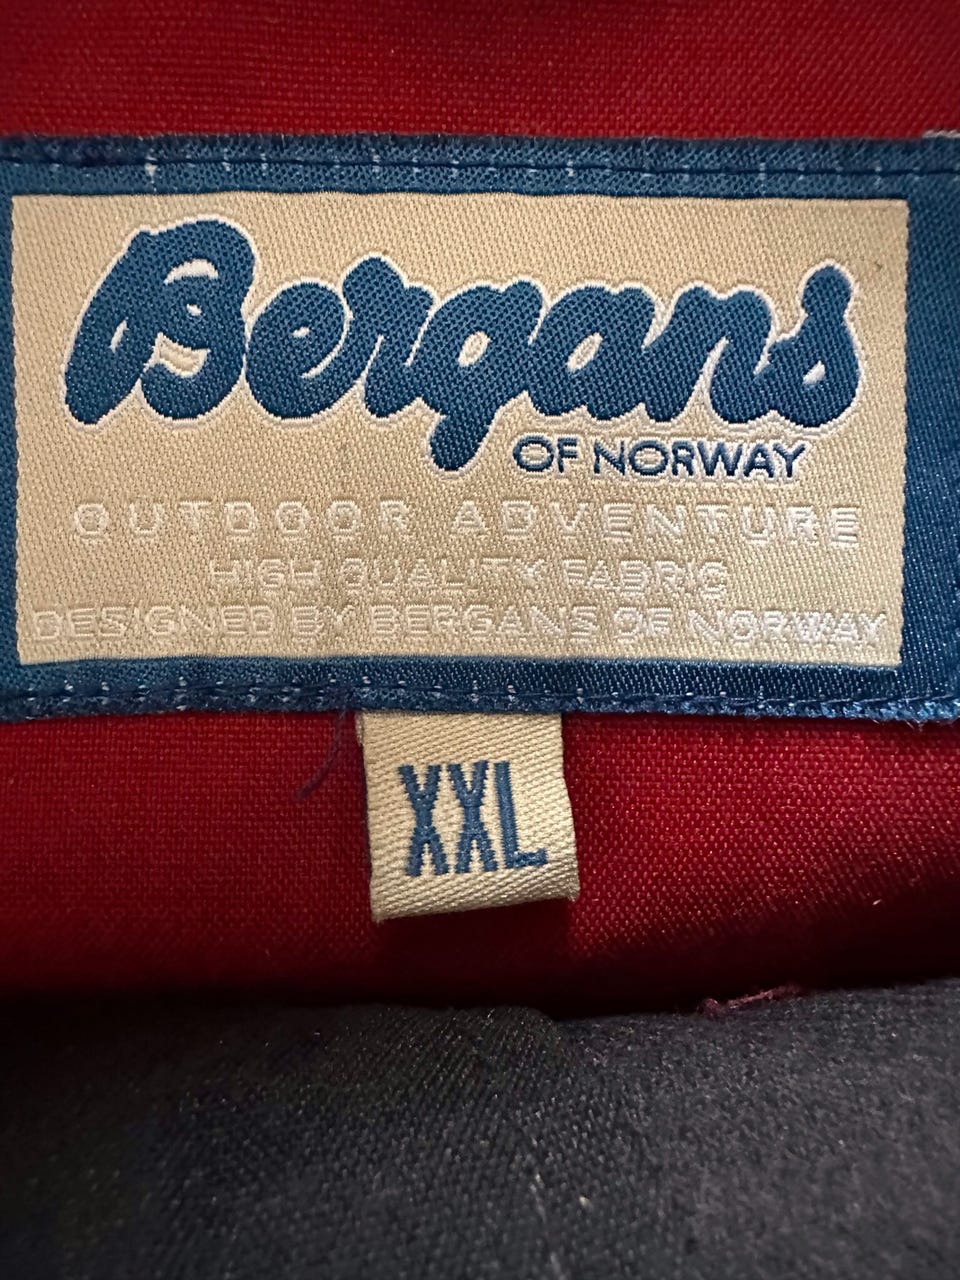 Bergans
OF NORWAY
OUTDOOR ADVENTURE
HIGH QUALITY FABRIC
DESIGNED BY BERGANS OF NORWAY
XXL